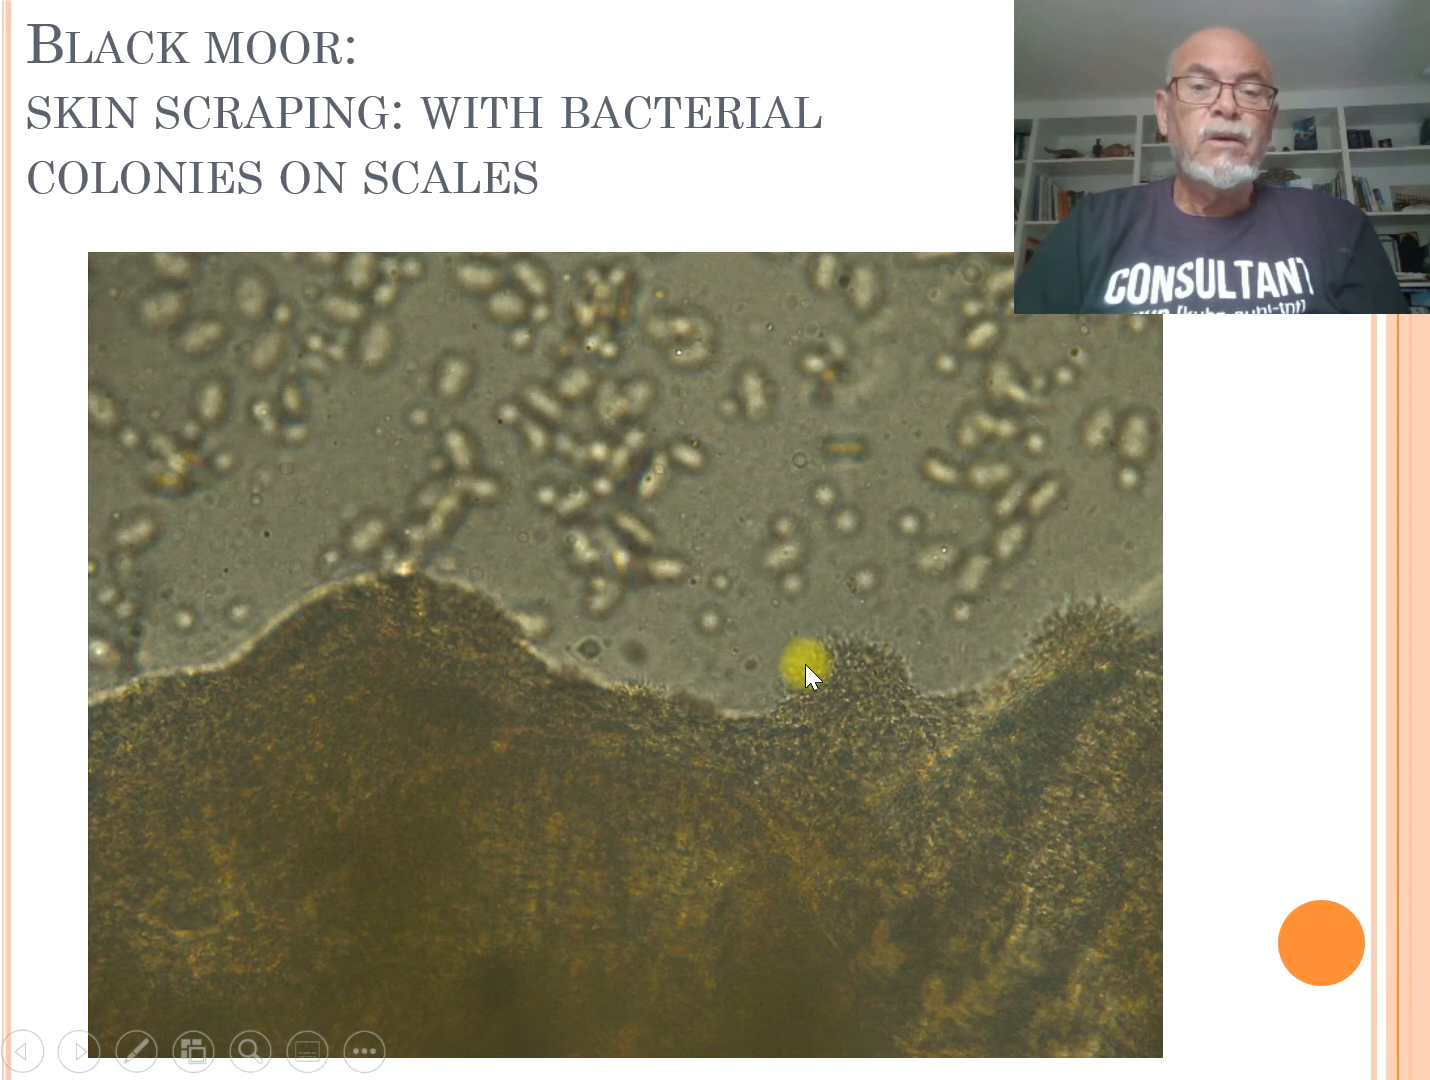 BLACK MOOR:
SKIN SCRAPING: WITH BACTERIAL
COLONIES ON SCALES
CONSULTANT